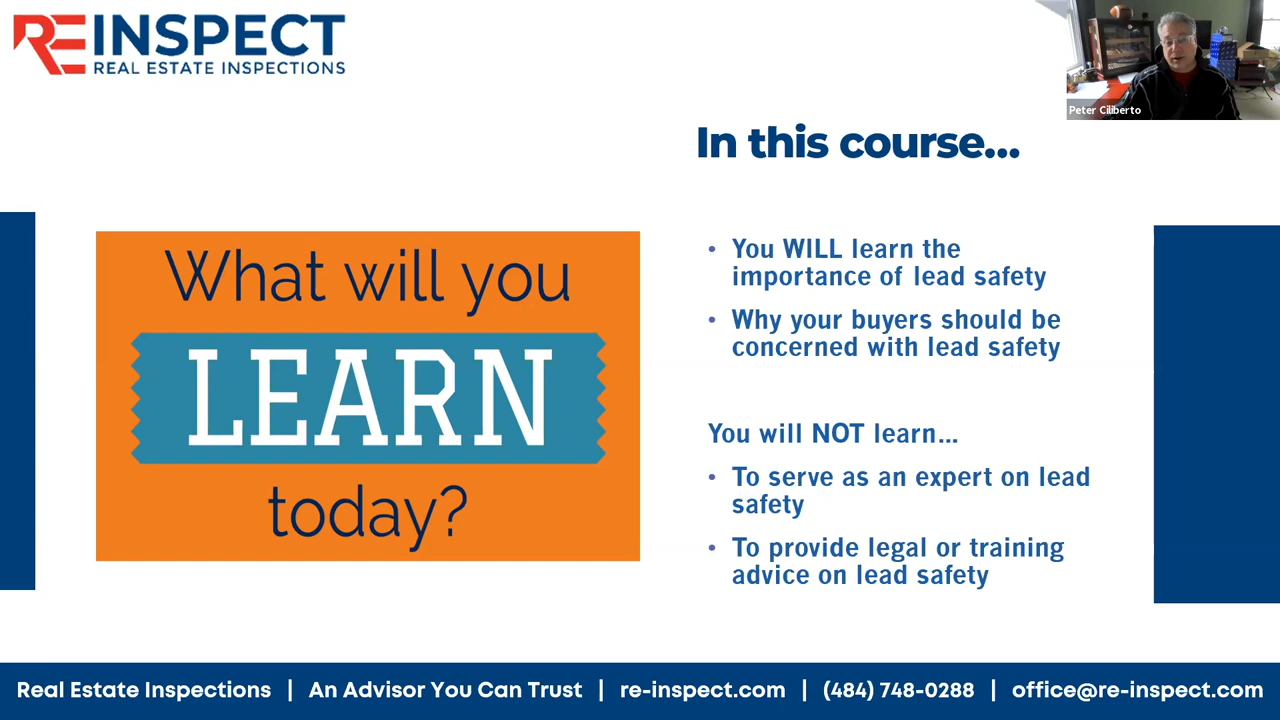 REINSPECT
REAL ESTATE INSPECTIONS
Peter Ciliberto
In this course...
What will you
LEARN
today?
• You WILL learn the
importance of lead safety
• Why your buyers should be
concerned with lead safety
You will NOT learn...
• To serve as an expert on lead
safety
• To provide legal or training
advice on lead safety
Real Estate Inspections | An Advisor You Can Trust | re-inspect.com | (484) 748-0288 | office@re-inspect.com